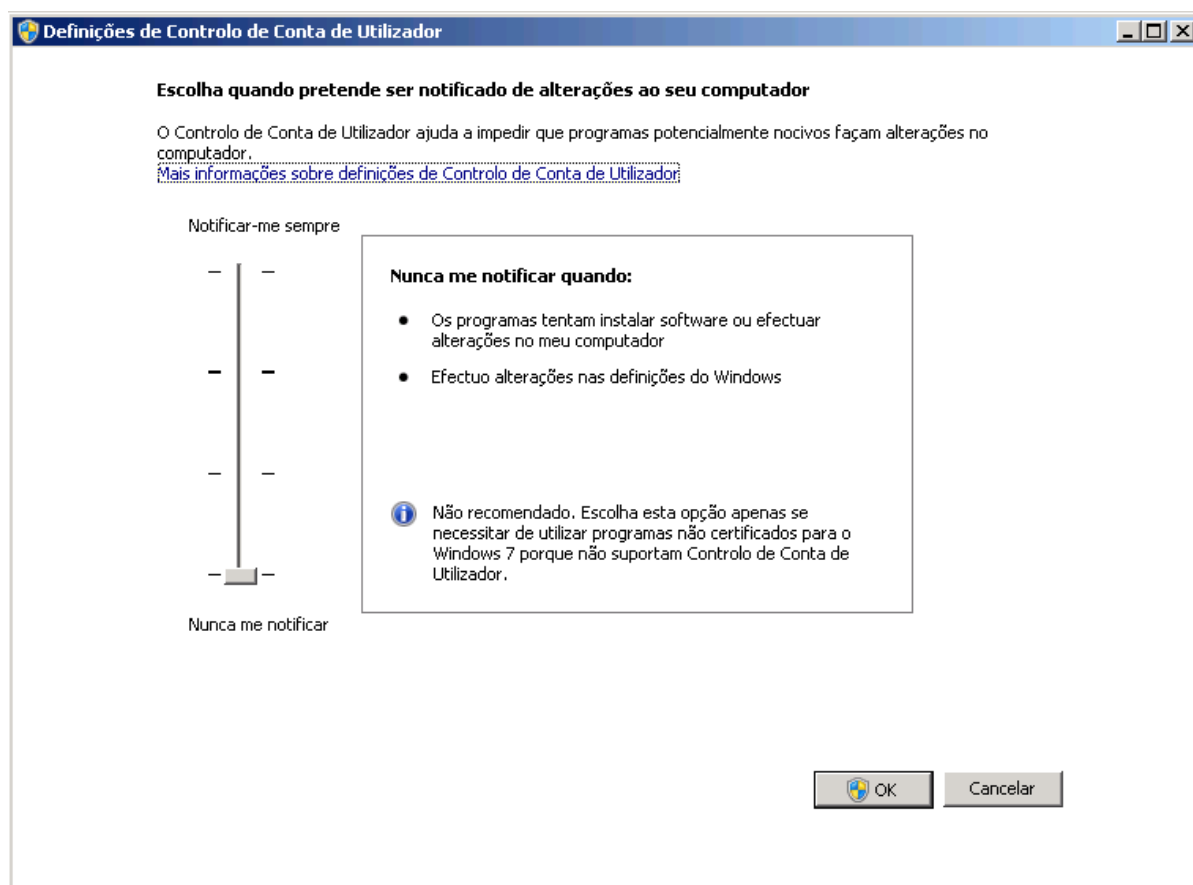 Definições de Controlo de Conta de Utilizador
Escolha quando pretende ser notificado de alterações ao seu computador
O Controlo de Conta de Utilizador ajuda a impedir que programas potencialmente nocivos façam alterações no
computador.
Mais informações sobre definições de Controlo de Conta de Utilizador
Notificar-me sempre
Nunca me notificar quando:
Os programas tentam instalar software ou efectuar
alterações no meu computador
Efectuo alterações nas definições do Windows
Não recomendado. Escolha esta opção apenas se
necessitar de utilizar programas não certificados para o
Windows 7 porque não suportam Controlo de Conta de
Utilizador.
Nunca me notificar
OK
Cancelar